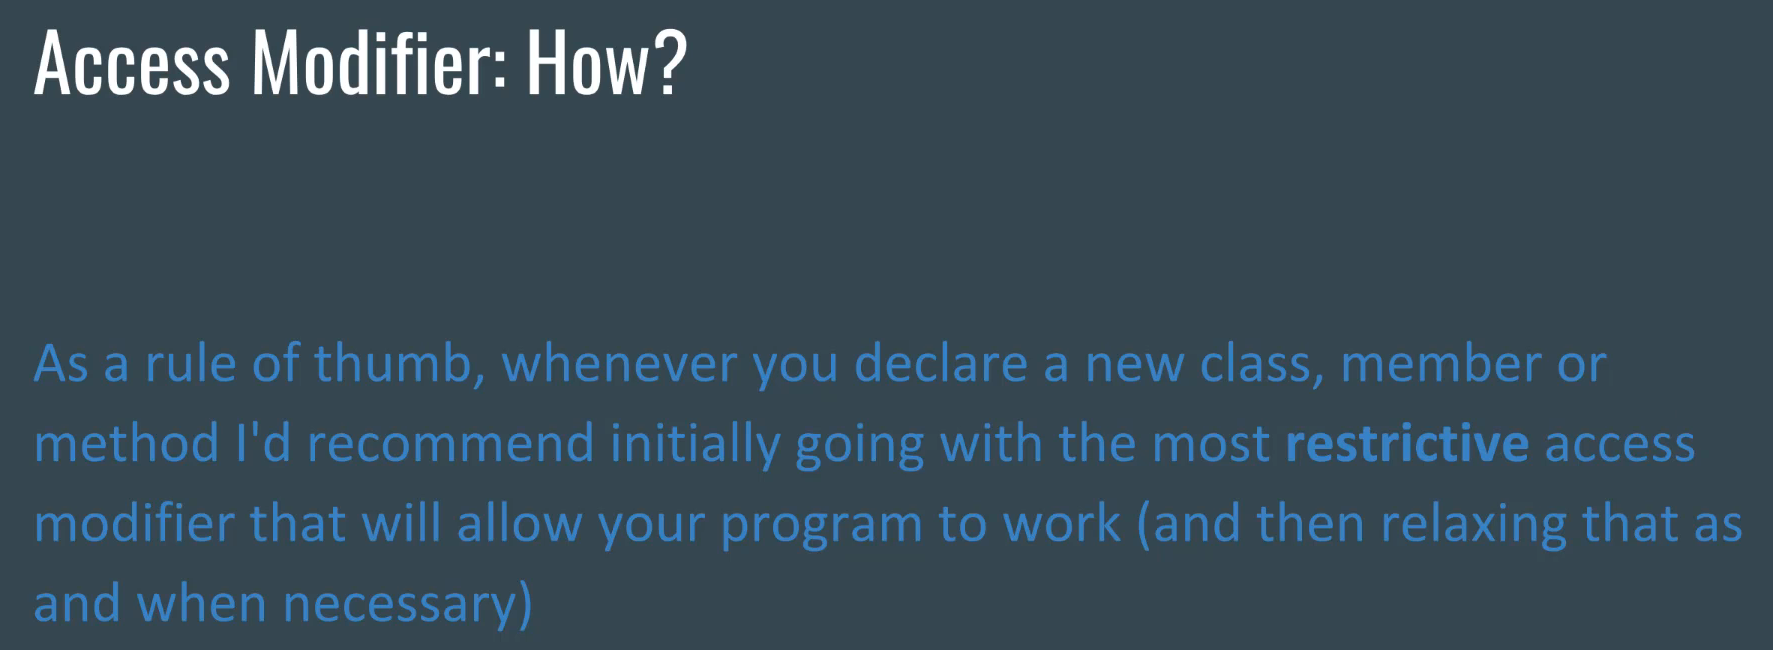 Access Modifier: How?
As a rule of thumb, whenever you declare a new class, member or
method I'd recommend initially going with the most restrictive access
modifier that will allow your program to work (and then relaxing that as
and when necessary)